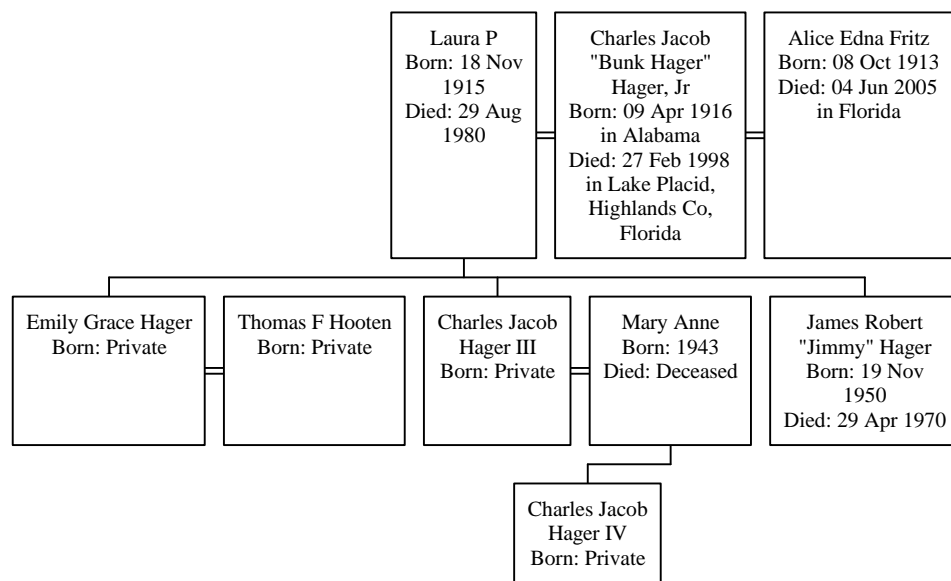 Laura P
Born: 18 Nov
1915
Died: 29 Aug
1980
Charles Jacob
"Bunk Hager"
Hager, Jr
Born: 09 Apr 1916
in Alabama
Died: 27 Feb 1998
in Lake Placid,
Highlands Co,
Florida
Alice Edna Fritz
Born: 08 Oct 1913
Died: 04 Jun 2005
in Florida
Emily Grace Hager
Born: Private
Thomas F Hooten
Born: Private
Charles Jacob
Hager III
Born: Private
Mary Anne
Born: 1943
Died: Deceased
James Robert
"Jimmy" Hager
Born: 19 Nov
1950
Died: 29 Apr 1970
Charles Jacob
Hager IV
Born: Private